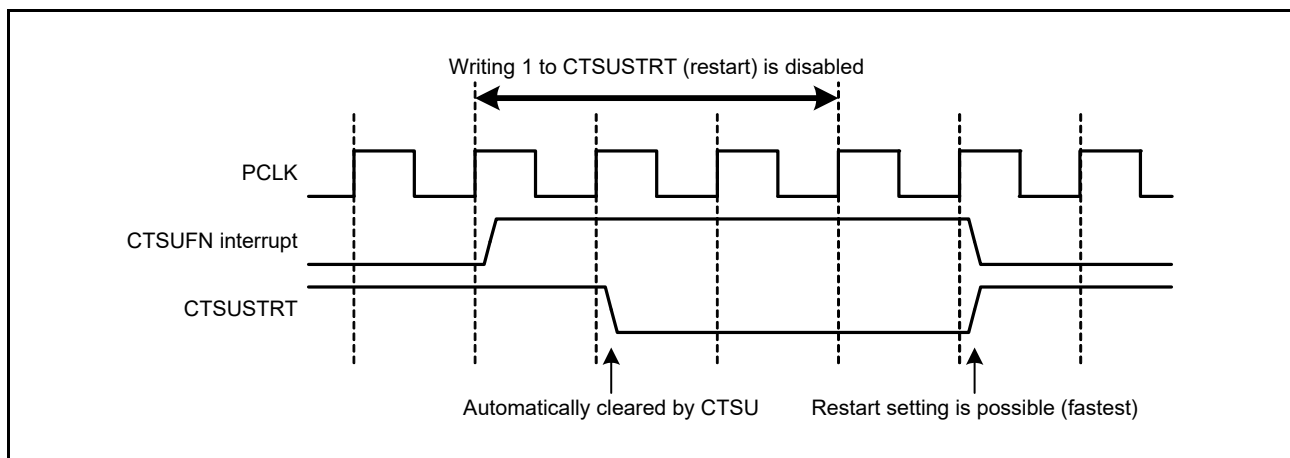 Writing 1 to CTSUSTRT (restart) is disabled
PCLK
CTSUFN interrupt
CTSUSTRT
Automatically cleared by CTSU
Restart setting is possible (fastest)